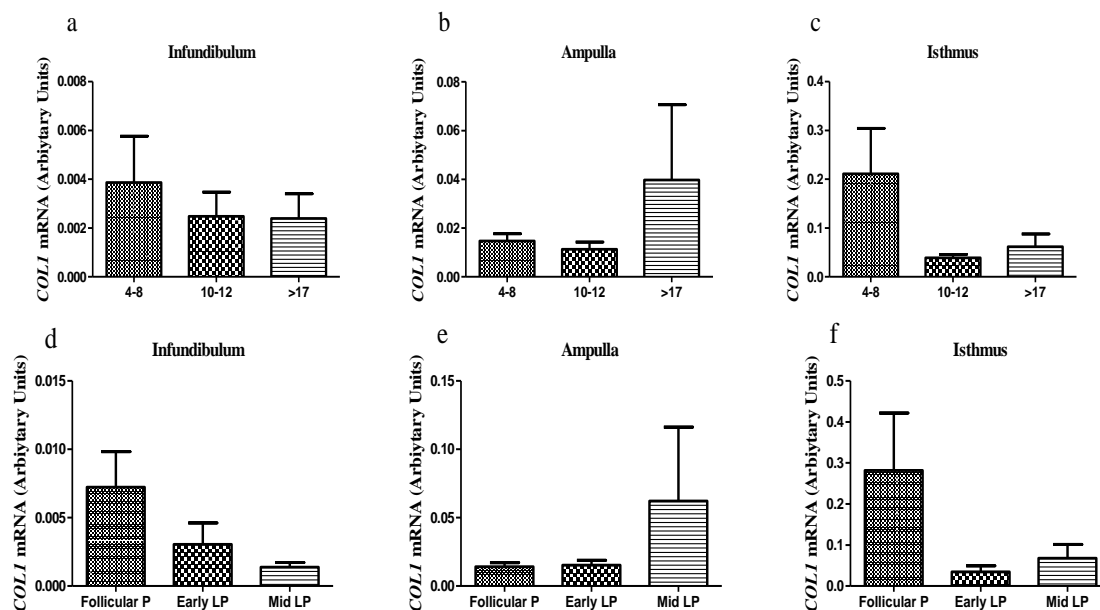 a
Infundibulum
COL1 mRNA (Arbiytary Units)
0.008
0.006
0.004
0.002
0.000
4-8 10-12 >17
b
Ampulla
COL1 mRNA (Arbiytary Units)
0.08
0.06
0.04
0.02
0.00
4-8 10-12 >17
c
Isthmus
COL1 mRNA (Arbiytary Units)
0.4
0.3
0.2
0.1
0.0
4-8 10-12 >17
d
Infundibulum
COL1 mRNA (Arbiytary Units)
0.015
0.010
0.005
0.000
Follicular P Early LP Mid LP
e
Ampulla
COL1 mRNA (Arbiytary Units)
0.15
0.10
0.05
0.00
Follicular P Early LP Mid LP
f
Isthmus
COL1 mRNA (Arbiytary Units)
0.5
0.4
0.3
0.2
0.1
0.0
Follicular P Early LP Mid LP